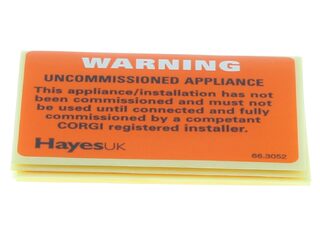 WARNING
UNCOMMISSIONED APPLIANCE
This appliance/installation has not
been commissioned and must not
be used until connected and fully
commissioned by a competant
CORGI registered installer.
HayesUK
66.3052